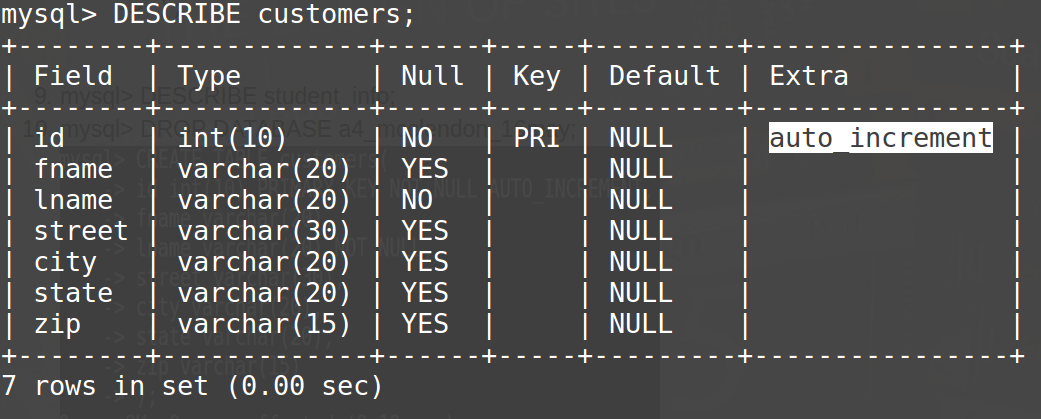 mysql> DESCRIBE customers;
+--------+-------------+------+-----+---------+----------------+
| Field  | Type        | Null | Key | Default | Extra          |
+--------+-------------+------+-----+---------+----------------+
| id     | int(10)     | NO   | PRI | NULL    | auto_increment |
| fname  | varchar(20) | YES  |     | NULL    |                |
| lname  | varchar(20) | NO   |     | NULL    |                |
| street | varchar(30) | YES  |     | NULL    |                |
| city   | varchar(20) | YES  |     | NULL    |                |
| state  | varchar(20) | YES  |     | NULL    |                |
| zip    | varchar(15) | YES  |     | NULL    |                |
+--------+-------------+------+-----+---------+----------------+
7 rows in set (0.00 sec)